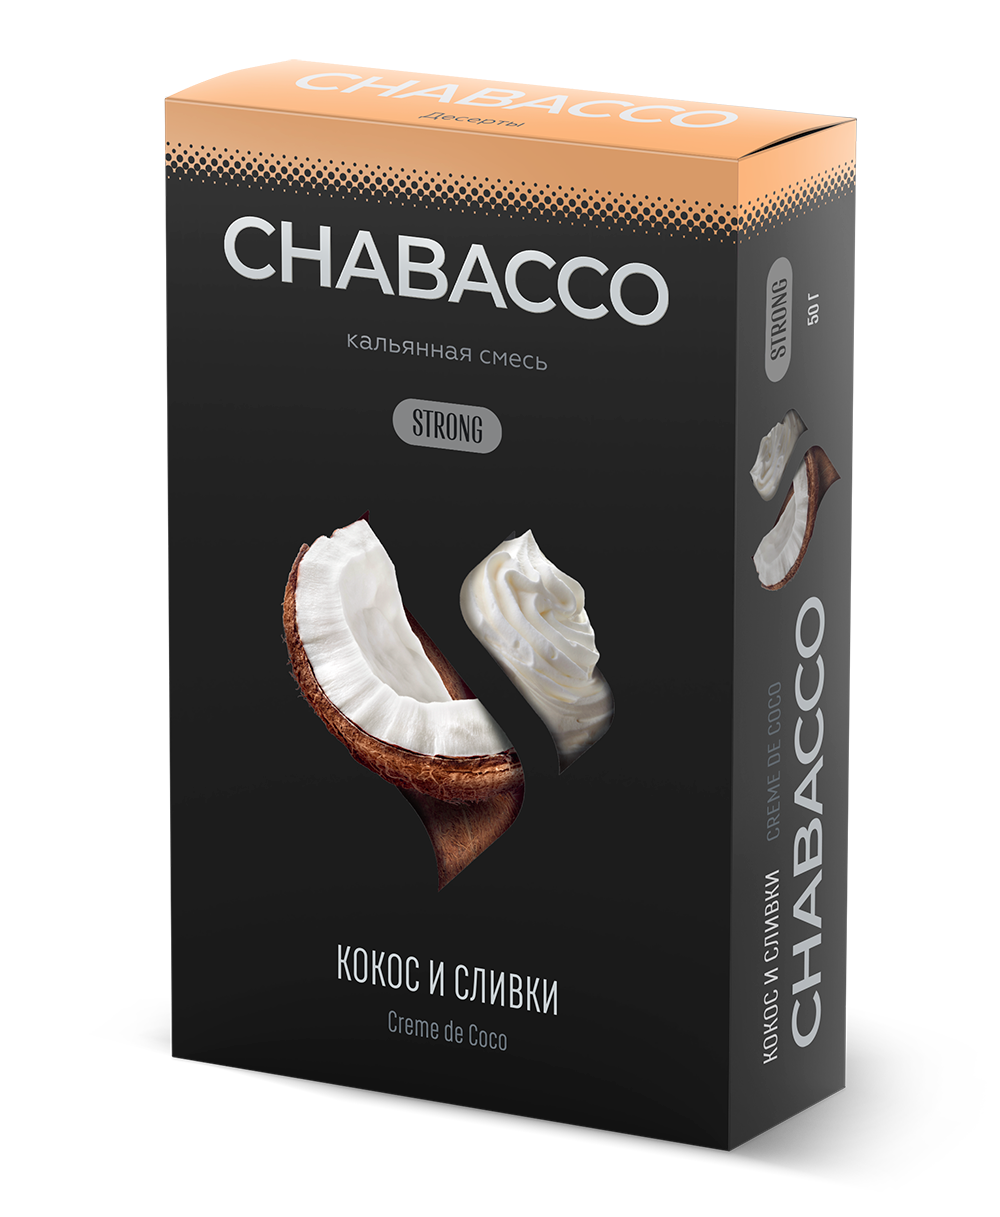 CHABACCO
Десерты
CHABACCO
кальянная смесь
STRONG
КОКОС И СЛИВКИ
Creme de Coco
STRONG
50 Г
КОКОС И СЛИВКИ CREME DE COCO
CHABACCO